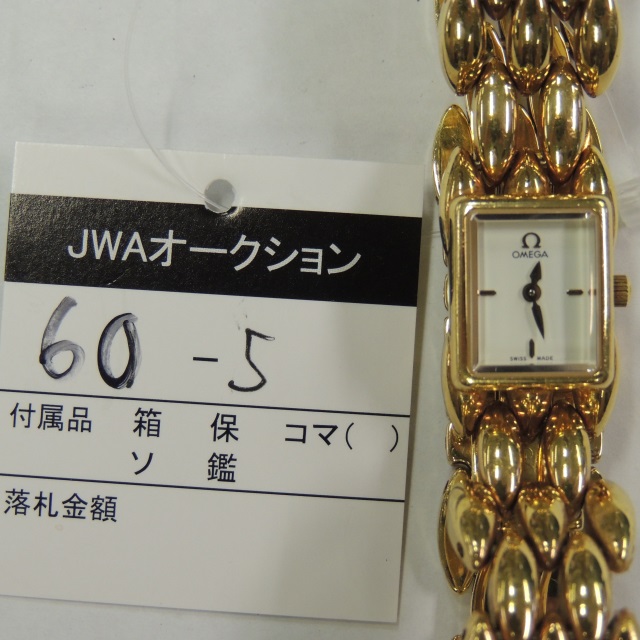 JWAオークション
60-5
付属品 箱 保 コマ( )
ソ 鑑
落札金額
Ω
OMEGA
SWISS MADE